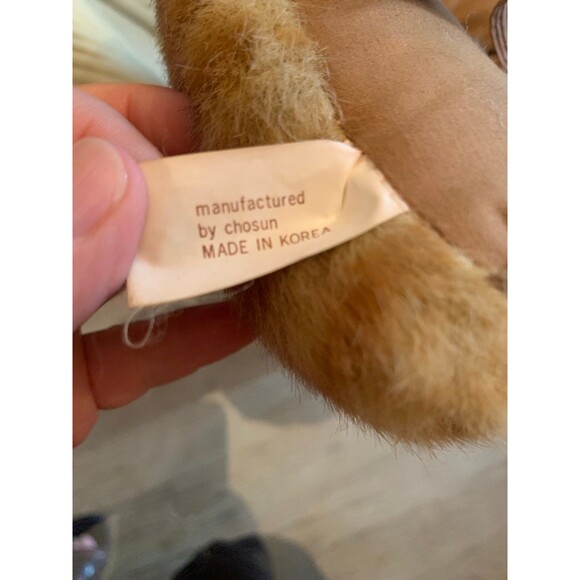 manufactured
by chosun
MADE IN KOREA